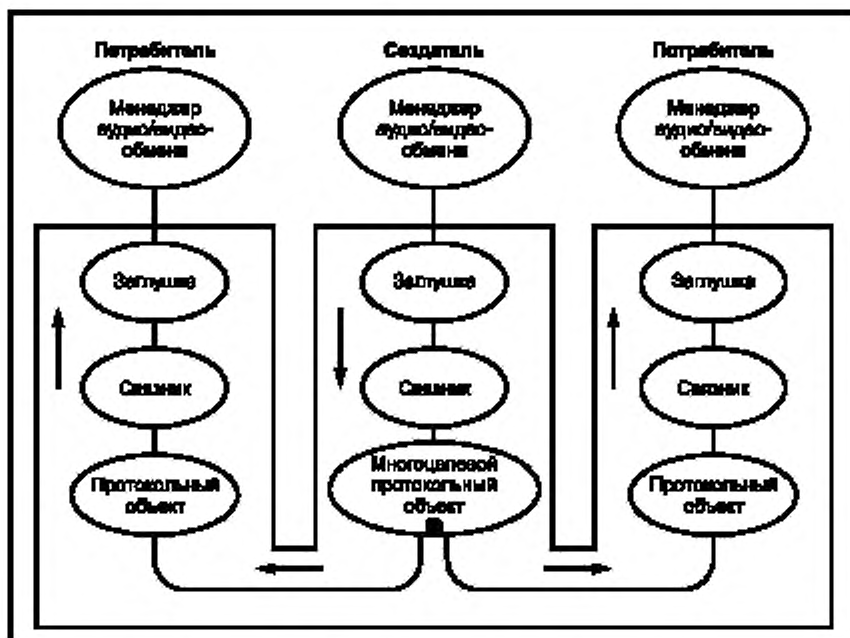 Потребитель
Менеджер
аудио/видео-
обмена
Заглушка
Связник
Протокольный
объект
Создатель
Менеджер
аудио/видео-
обмена
Заглушка
Связник
Многоцелевой
протокольный
объект
Потребитель
Менеджер
аудио/видео-
обмена
Заглушка
Связник
Протокольный
объект